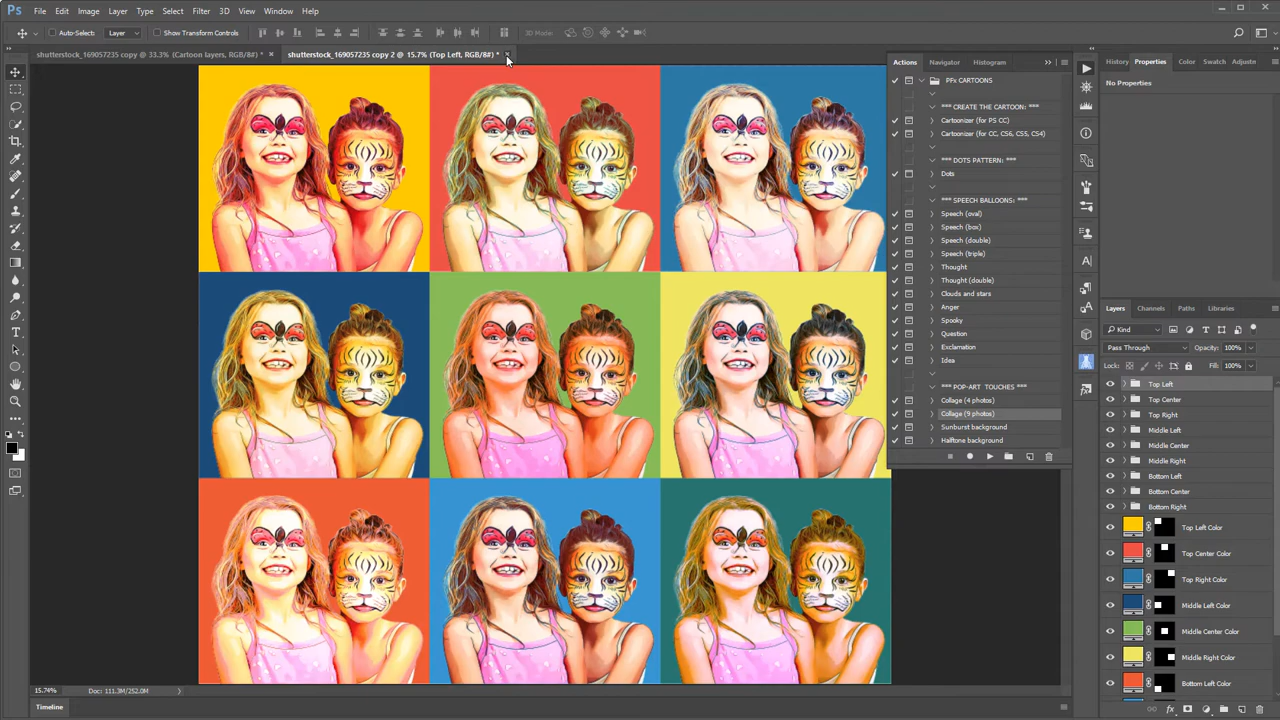 Ps File Edit Image Layer Type Select Filter 3D View Window Help
Auto-Select: Layer Show Transform Controls 3D Mode:
shutterstock_169057235 copy @ 33.3% (Cartoon layers, RGB/8#) * ×
shutterstock_169057235 copy 2 @ 15.7% (Top Left, RGB/8#) * ×
Actions Navigator Histogram
PFx CARTOONS
*** CREATE THE CARTOON: ***
Cartoonizer (for PS CC)
Cartoonizer (for CC, CS6, CS5, CS4)
*** DOTS PATTERN: ***
Dots
*** SPEECH BALLOONS: ***
Speech (oval)
Speech (box)
Speech (double)
Speech (triple)
Thought
Thought (double)
Clouds and stars
Anger
Spooky
Question
Exclamation
Idea
*** POP-ART TOUCHES ***
Collage (4 photos)
Collage (9 photos)
Sunburst background
Halftone background
History Properties Color Swatch Adjustm
No Properties
Layers Channels Paths Libraries
Kind
Pass Through Opacity: 100%
Lock: Fill: 100%
Top Left
Top Center
Top Right
Middle Left
Middle Center
Middle Right
Bottom Left
Bottom Center
Bottom Right
Top Left Color
Top Center Color
Top Right Color
Middle Left Color
Middle Center Color
Middle Right Color
Bottom Left Color
15.74% Doc: 111.3M/252.0M
Timeline